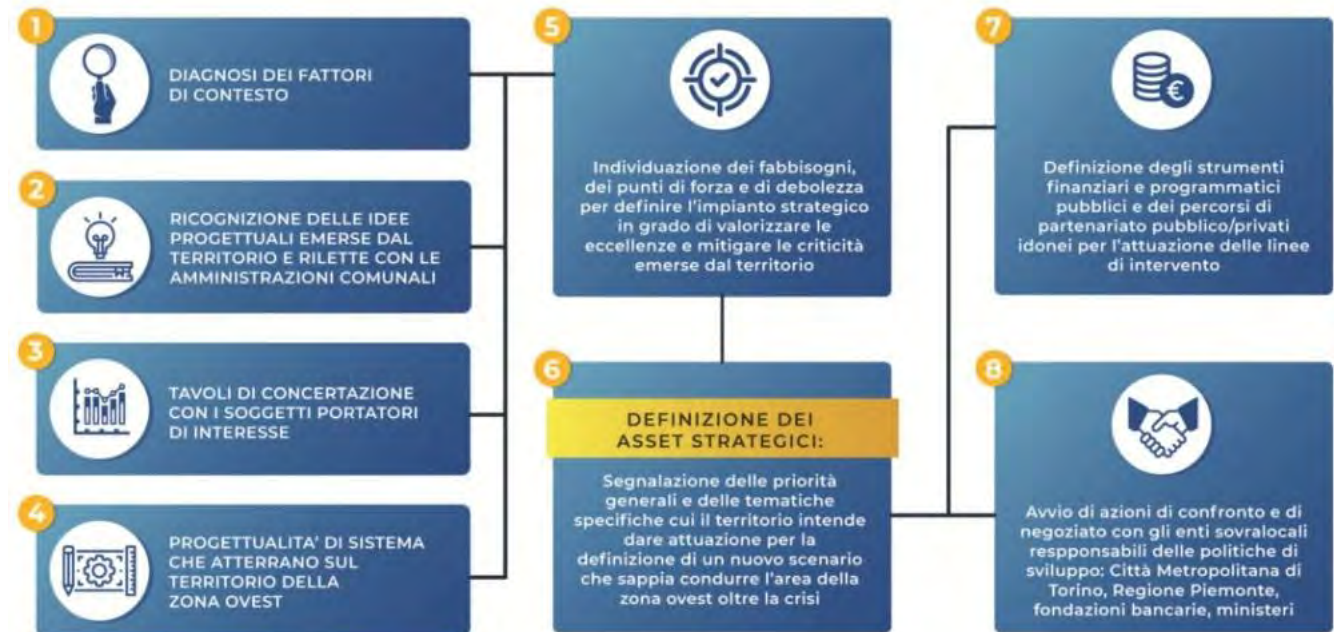 1
DIAGNOSI DEI FATTORI
DI CONTESTO
2
RICOGNIZIONE DELLE IDEE
PROGETTUALI EMERSE DAL
TERRITORIO E RILETTE CON LE
AMMINISTRAZIONI COMUNALI
3
TAVOLI DI CONCERTAZIONE
CON I SOGGETTI PORTATORI
DI INTERESSE
4
PROGETTUALITA' DI SISTEMA
CHE ATTERRANO SUL
TERRITORIO DELLA
ZONA OVEST
5
Individuazione dei fabbisogni,
dei punti di forza e di debolezza
per definire l'impianto strategico
in grado di valorizzare le
eccellenze e mitigare le criticità
emerse dal territorio
6
DEFINIZIONE DEI
ASSET STRATEGICI:
Segnalazione delle priorità
generali e delle tematiche
specifiche cui il territorio intende
dare attuazione per la
definizione di un nuovo scenario
che sappia condurre l'area della
zona ovest oltre la crisi
7
€
Definizione degli strumenti
finanziari e programmatici
pubblici e dei percorsi di
partenariato pubblico/privati
idonei per l'attuazione delle linee
di intervento
8
Avvio di azioni di confronto e di
negoziato con gli enti sovralocali
respponsabili delle politiche di
sviluppo: Città Metropolitana di
Torino, Regione Piemonte,
fondazioni bancarie, ministeri